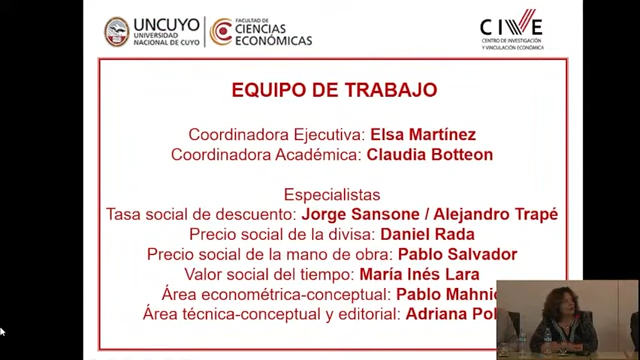 UNCUYO
UNIVERSIDAD
NACIONAL DE CUYO
FACULTAD DE
CIENCIAS
ECONÓMICAS
CIVE
CENTRO DE INVESTIGACIÓN
Y VINCULACIÓN ECONÓMICA
EQUIPO DE TRABAJO
Coordinadora Ejecutiva: Elsa Martínez
Coordinadora Académica: Claudia Botteon
Especialistas
Tasa social de descuento: Jorge Sansone / Alejandro Trapé
Precio social de la divisa: Daniel Rada
Precio social de la mano de obra: Pablo Salvador
Valor social del tiempo: María Inés Lara
Área econométrica-conceptual: Pablo
Área técnica-conceptual y editorial: Adriana